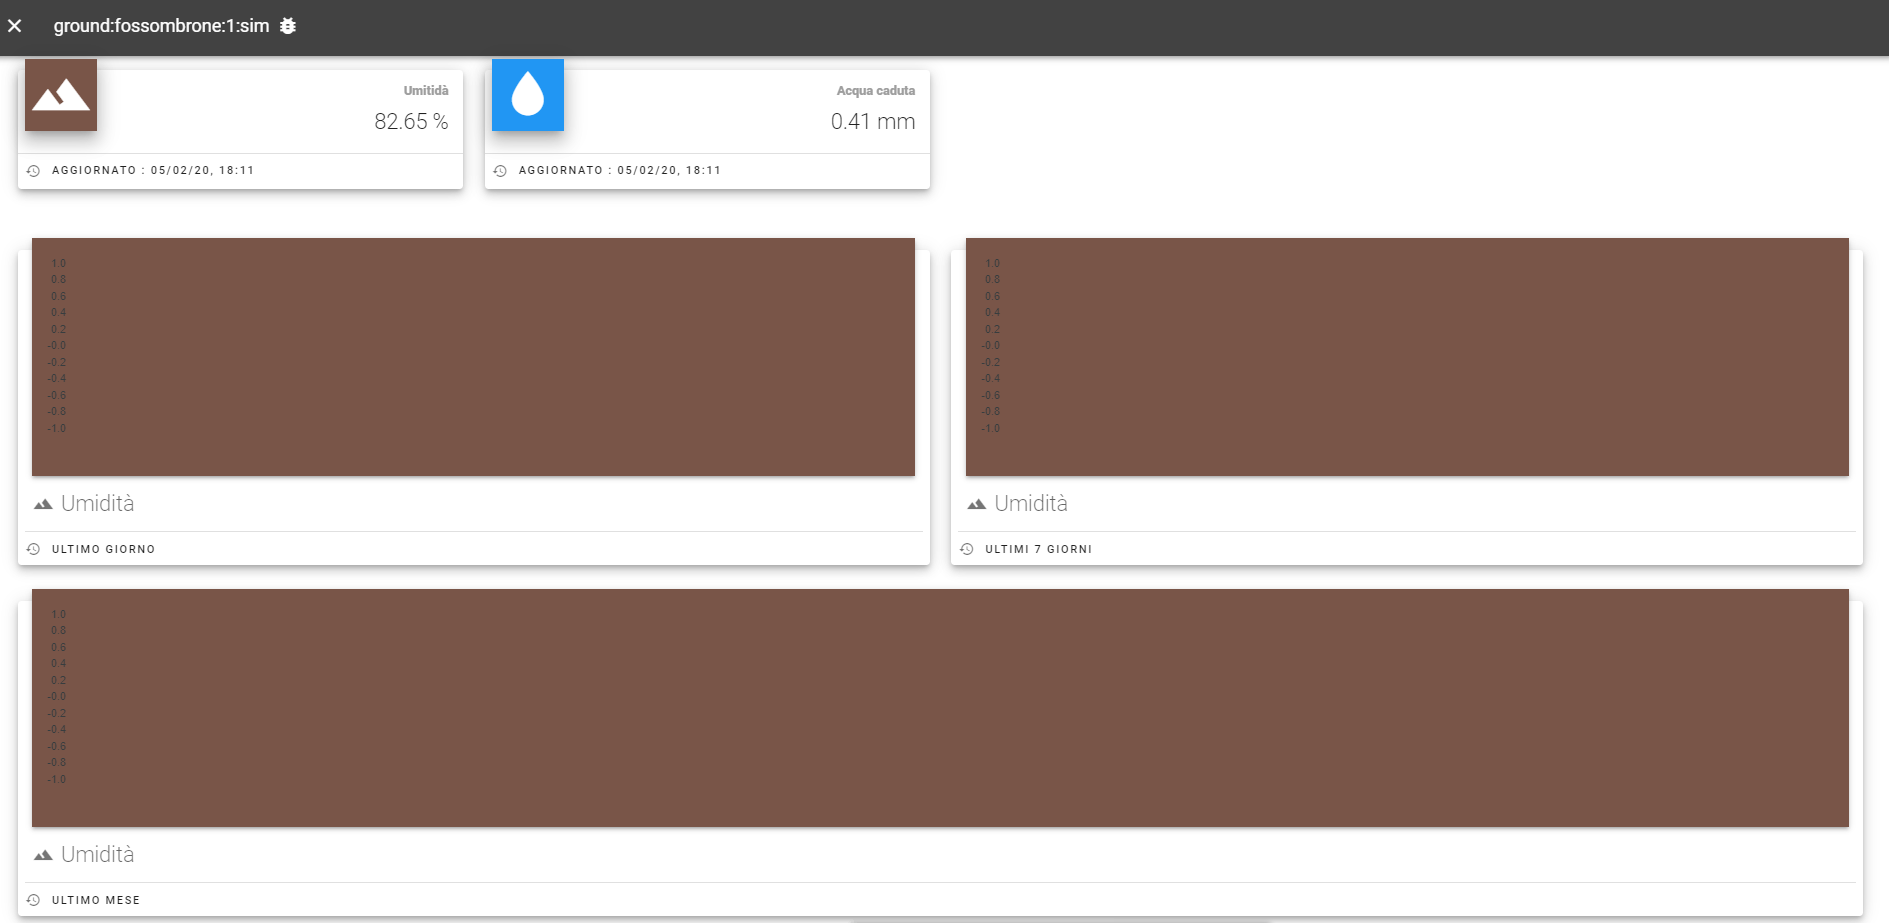 ground:fossombrone:1:sim
Umitidà
82.65 %
AGGIORNATO : 05/02/20, 18:11
Acqua caduta
0.41 mm
AGGIORNATO : 05/02/20, 18:11
1.0
0.8
0.6
0.4
0.2
-0.0
-0.2
-0.4
-0.6
-0.8
-1.0
Umidità
ULTIMO GIORNO
1.0
0.8
0.6
0.4
0.2
-0.0
-0.2
-0.4
-0.6
-0.8
-1.0
Umidità
ULTIMI 7 GIORNI
1.0
0.8
0.6
0.4
0.2
-0.0
-0.2
-0.4
-0.6
-0.8
-1.0
Umidità
ULTIMO MESE